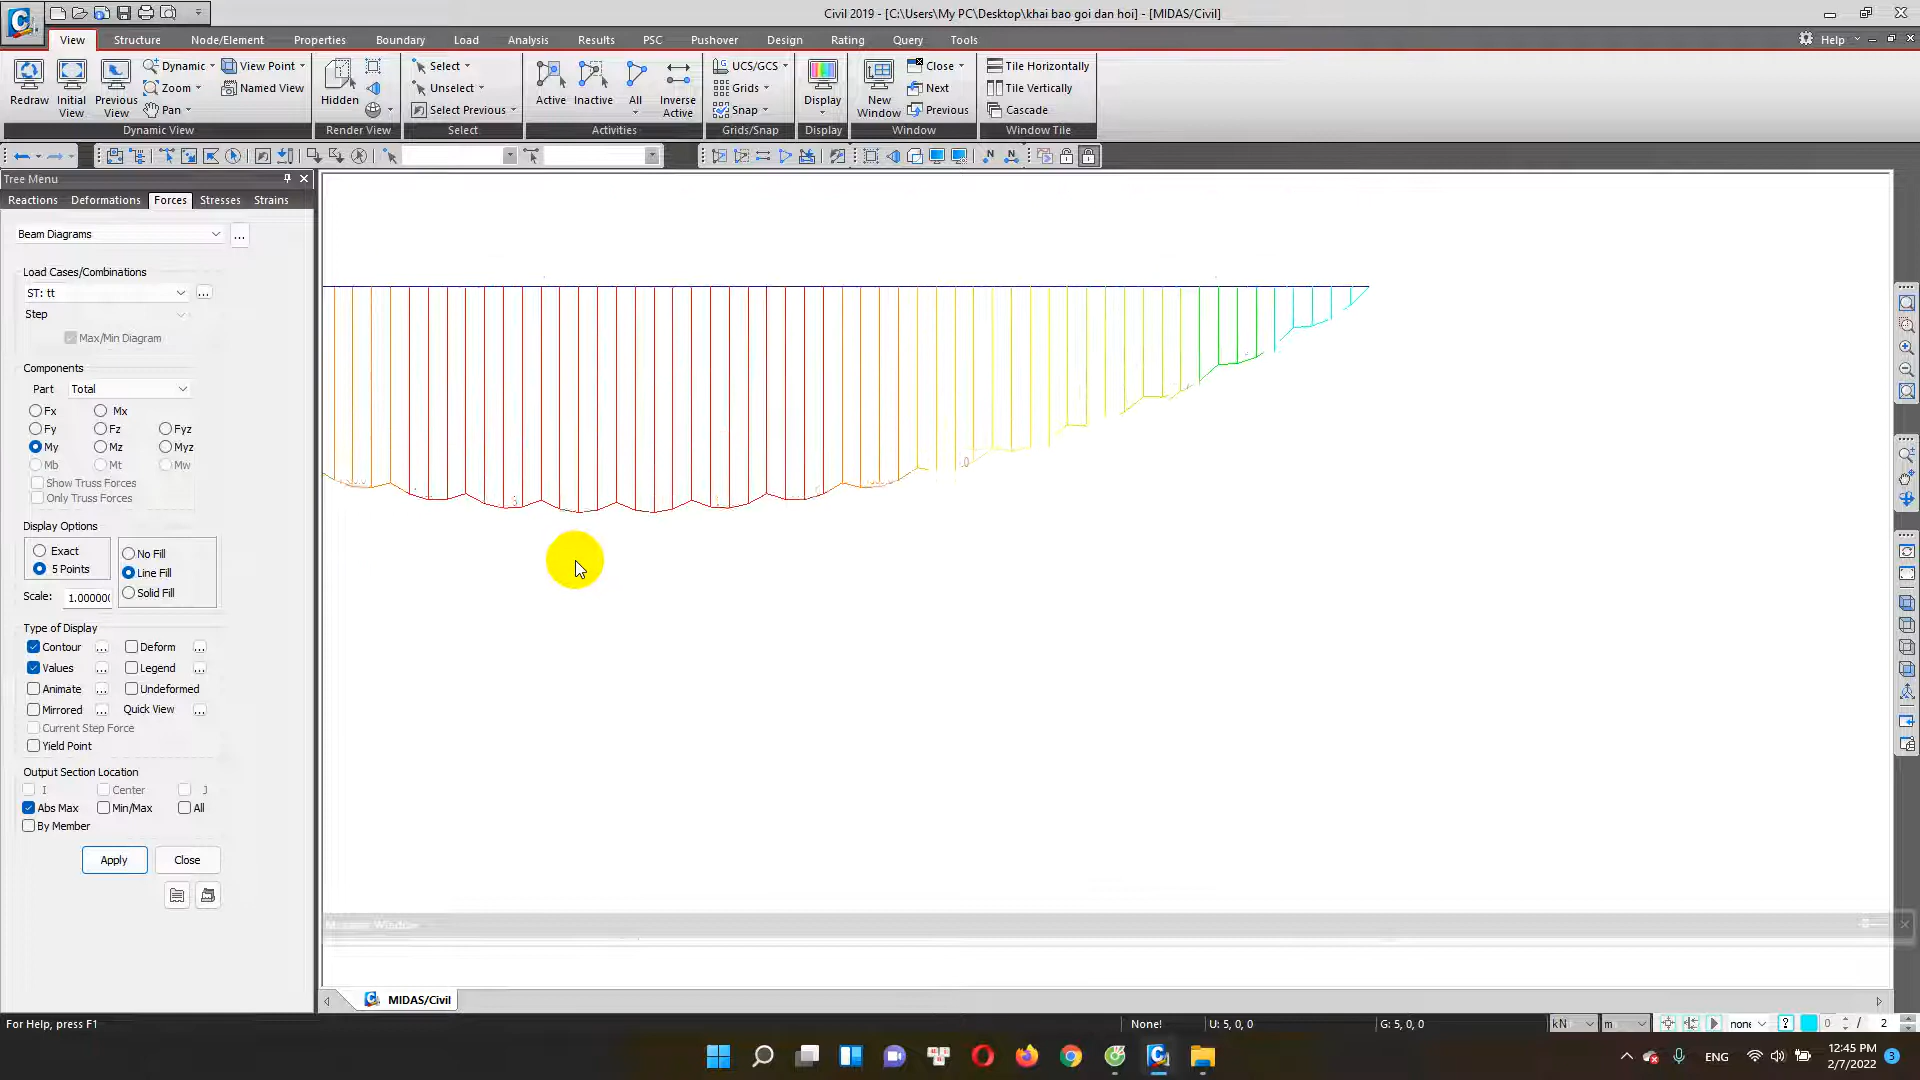 Civil 2019 - [C:\Users\My PC\Desktop\khai bao goi dan hoi] - [MIDAS/Civil]
View Structure Node/Element Properties Boundary Load Analysis Results PSC Pushover Design Rating Query Tools Help
Dynamic View Point Select UCS/GCS Close Tile Horizontally
Zoom Named View Unselect Grids Next Tile Vertically
Pan Select Previous Snap Previous Cascade
Redraw Initial View Previous View Hidden Active Inactive All Inverse Active Display New Window
Dynamic View Render View Select Activities Grids/Snap Display Window Window Tile
Tree Menu
Reactions Deformations Forces Stresses Strains
Beam Diagrams ...
Load Cases/Combinations
ST: tt ...
Step
Max/Min Diagram
Components
Part Total
Fx Mx
Fy Fz Fyz
My Mz Myz
Mb Mt Mw
Show Truss Forces
Only Truss Forces
Display Options
Exact No Fill
5 Points Line Fill
Scale: 1.00000 Solid Fill
Type of Display
Contour ... Deform ...
Values ... Legend ...
Animate ... Undeformed
Mirrored ... Quick View ...
Current Step Force
Yield Point
Output Section Location
I Center J
Abs Max Min/Max All
By Member
Apply Close
Message Window
MIDAS/Civil
For Help, press F1 None! U: 5, 0, 0 G: 5, 0, 0 kN m none ? 0 / 2
ENG 12:45 PM 3
2/7/2022